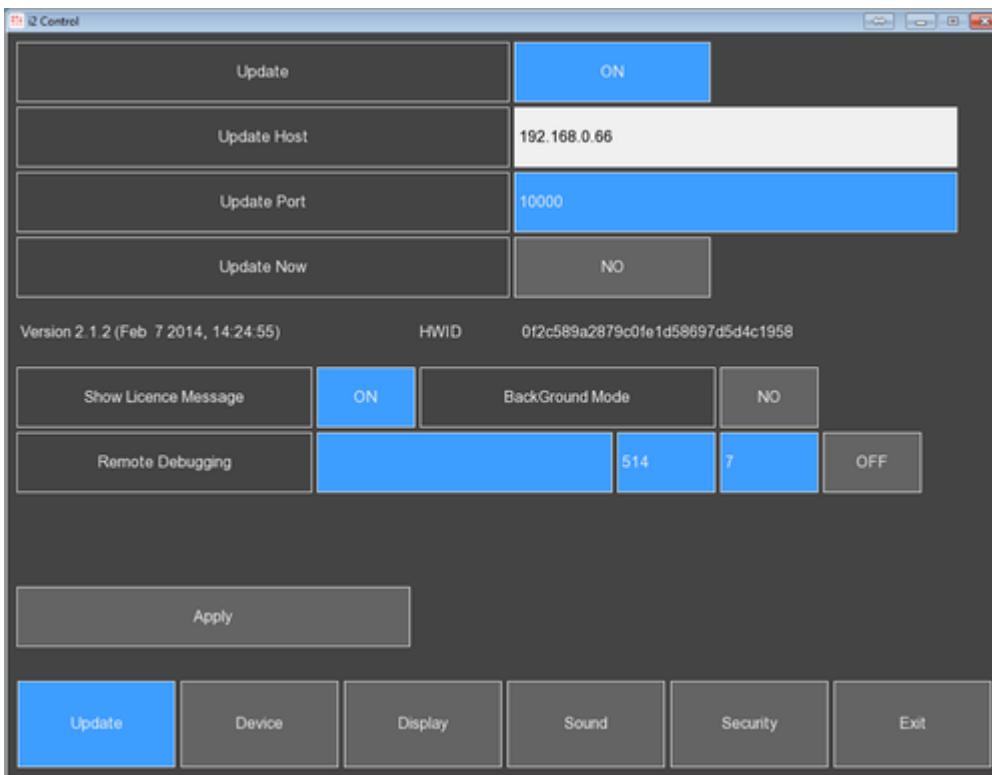 i2 Control
Update ON
Update Host 192.168.0.66
Update Port 10000
Update Now NO
Version 2.1.2 (Feb 7 2014, 14:24:55) HWID 0f2c589a2879c0fe1d58697d5d4c1958
Show Licence Message ON BackGround Mode NO
Remote Debugging 514 7 OFF
Apply
Update Device Display Sound Security Exit